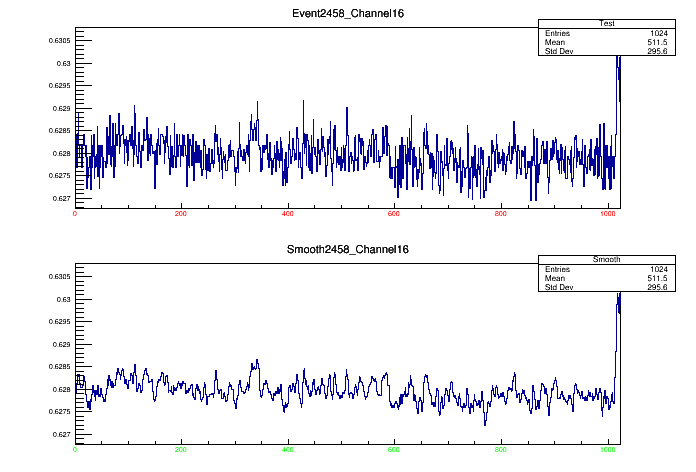 Event2458_Channel16
Test
Entries 1024
Mean 511.5
Std Dev 295.6
0.6305
0.63
0.6295
0.629
0.6285
0.628
0.6275
0.627
0 200 400 600 800 1000
Smooth2458_Channel16
Smooth
Entries 1024
Mean 511.5
Std Dev 295.6
0.6305
0.63
0.6295
0.629
0.6285
0.628
0.6275
0.627
0 200 400 600 800 1000